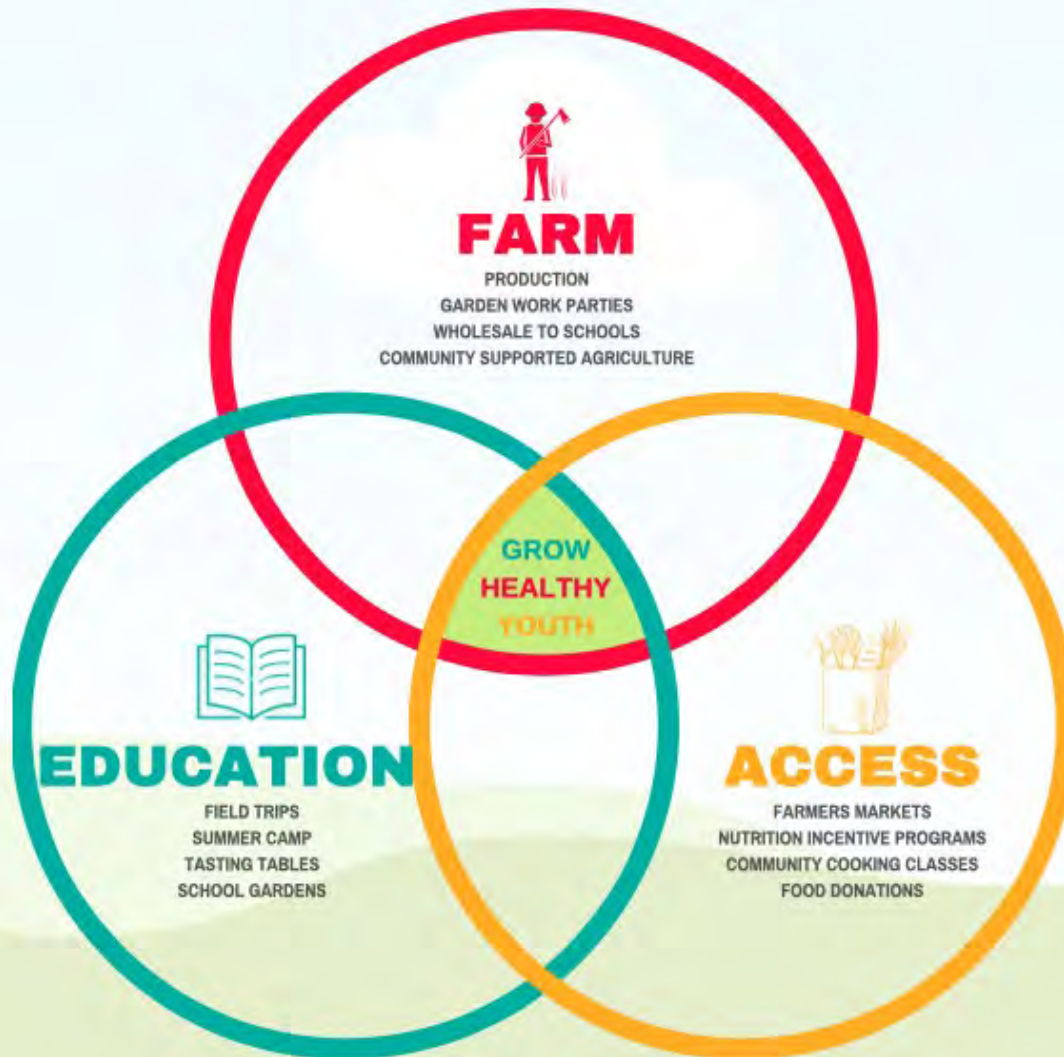 FARM
PRODUCTION
GARDEN WORK PARTIES
WHOLESALE TO SCHOOLS
COMMUNITY SUPPORTED AGRICULTURE
GROW
HEALTHY
YOUTH
EDUCATION
FIELD TRIPS
SUMMER CAMP
TASTING TABLES
SCHOOL GARDENS
ACCESS
FARMERS MARKETS
NUTRITION INCENTIVE PROGRAMS
COMMUNITY COOKING CLASSES
FOOD DONATIONS